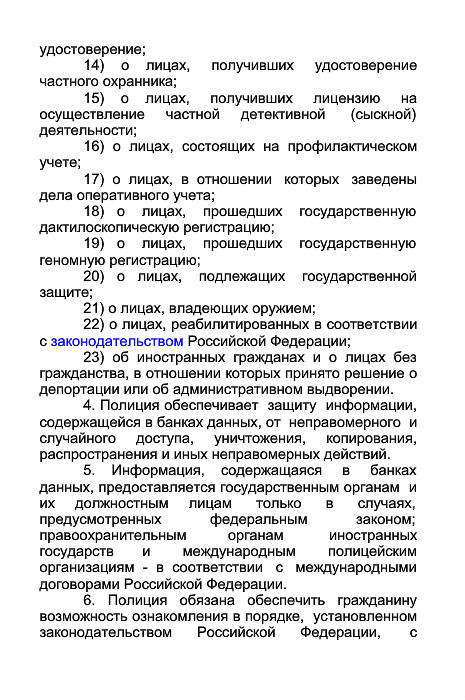 удостоверение;
14) о лицах, получивших удостоверение
частного охранника;
15) о лицах, получивших лицензию на
осуществление частной детективной (сыскной)
деятельности;
16) о лицах, состоящих на профилактическом
учете;
17) о лицах, в отношении которых заведены
дела оперативного учета;
18) о лицах, прошедших государственную
дактилоскопическую регистрацию;
19) о лицах, прошедших государственную
геномную регистрацию;
20) о лицах, подлежащих государственной
защите;
21) о лицах, владеющих оружием;
22) о лицах, реабилитированных в соответствии
с законодательством Российской Федерации;
23) об иностранных гражданах и о лицах без
гражданства, в отношении которых принято решение о
депортации или об административном выдворении.
4. Полиция обеспечивает защиту информации,
содержащейся в банках данных, от неправомерного и
случайного доступа, уничтожения, копирования,
распространения и иных неправомерных действий.
5. Информация, содержащаяся в банках
данных, предоставляется государственным органам и
их должностным лицам только в случаях,
предусмотренных федеральным законом;
правоохранительным органам иностранных
государств и международным полицейским
организациям - в соответствии с международными
договорами Российской Федерации.
6. Полиция обязана обеспечить гражданину
возможность ознакомления в порядке, установленном
законодательством Российской Федерации, с